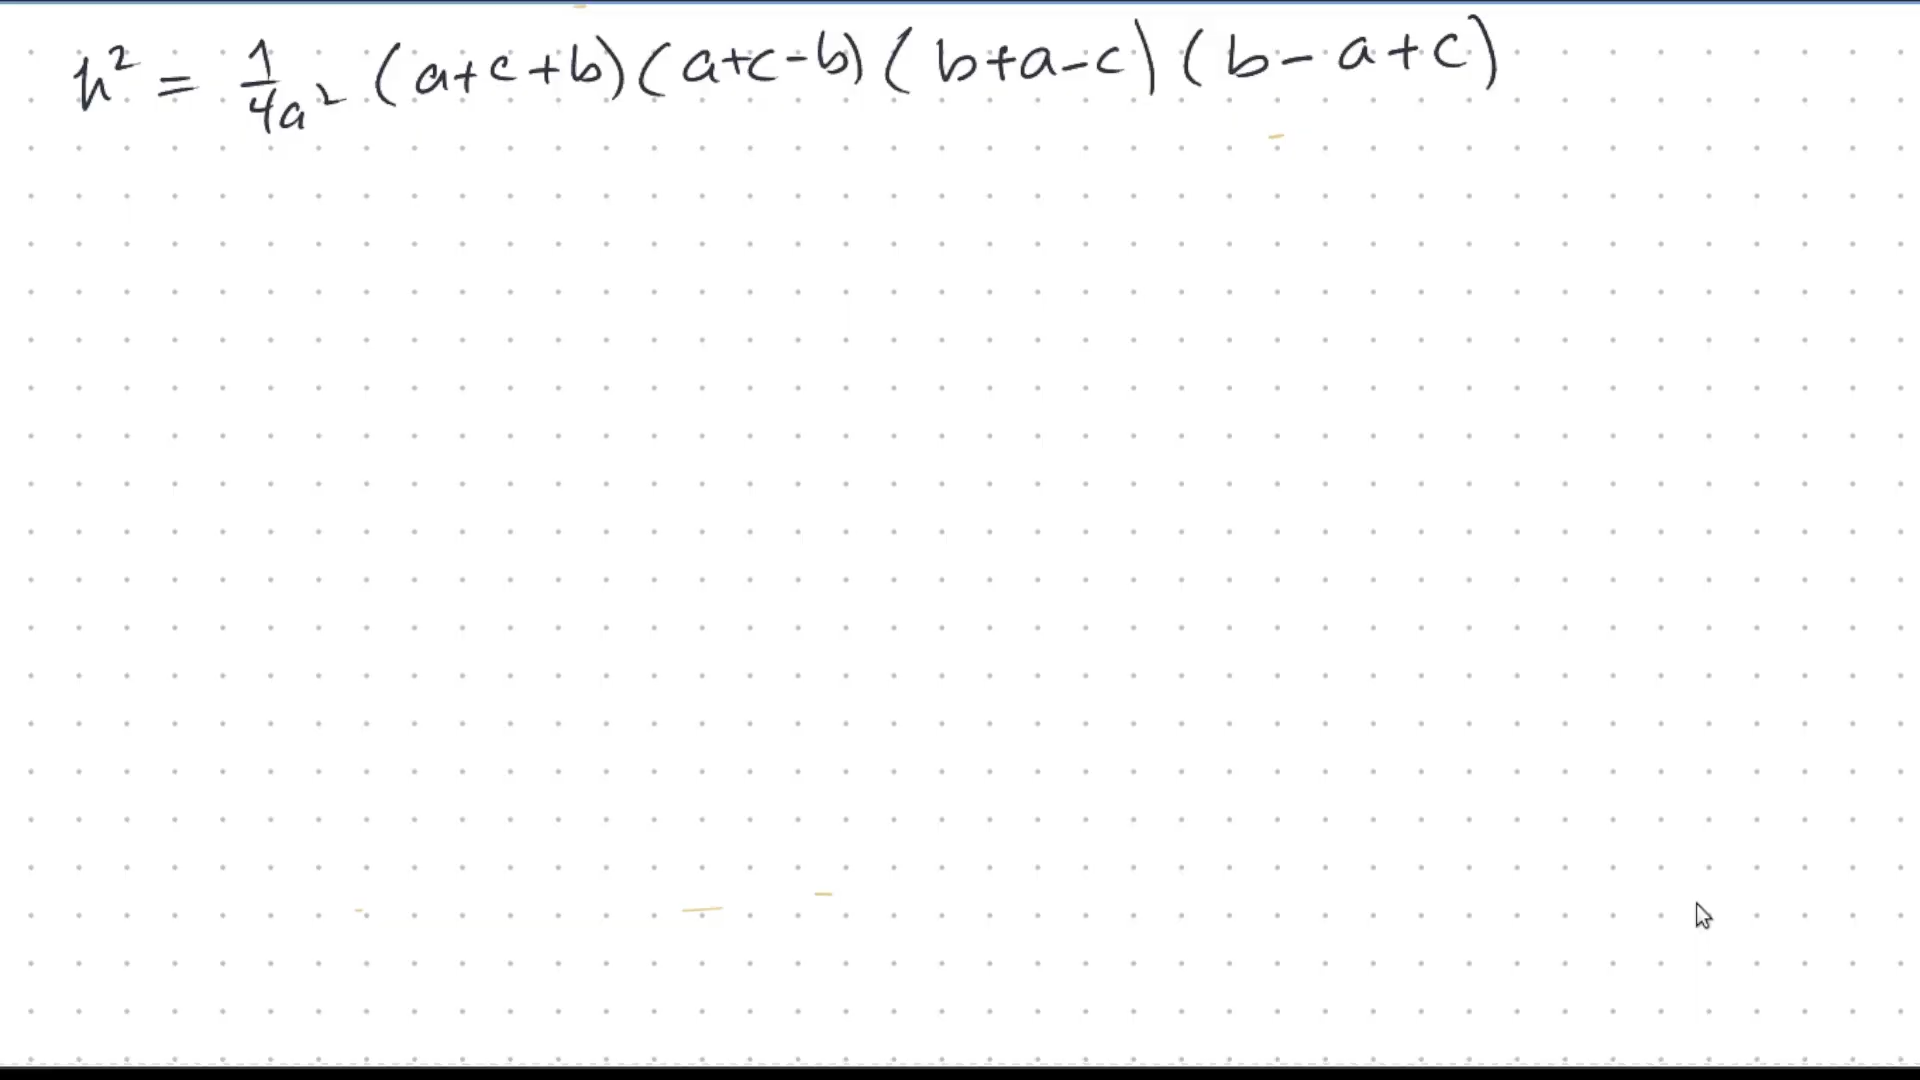 h² = 1/4a² (a+c+b)(a+c-b)(b+a-c)(b-a+c)